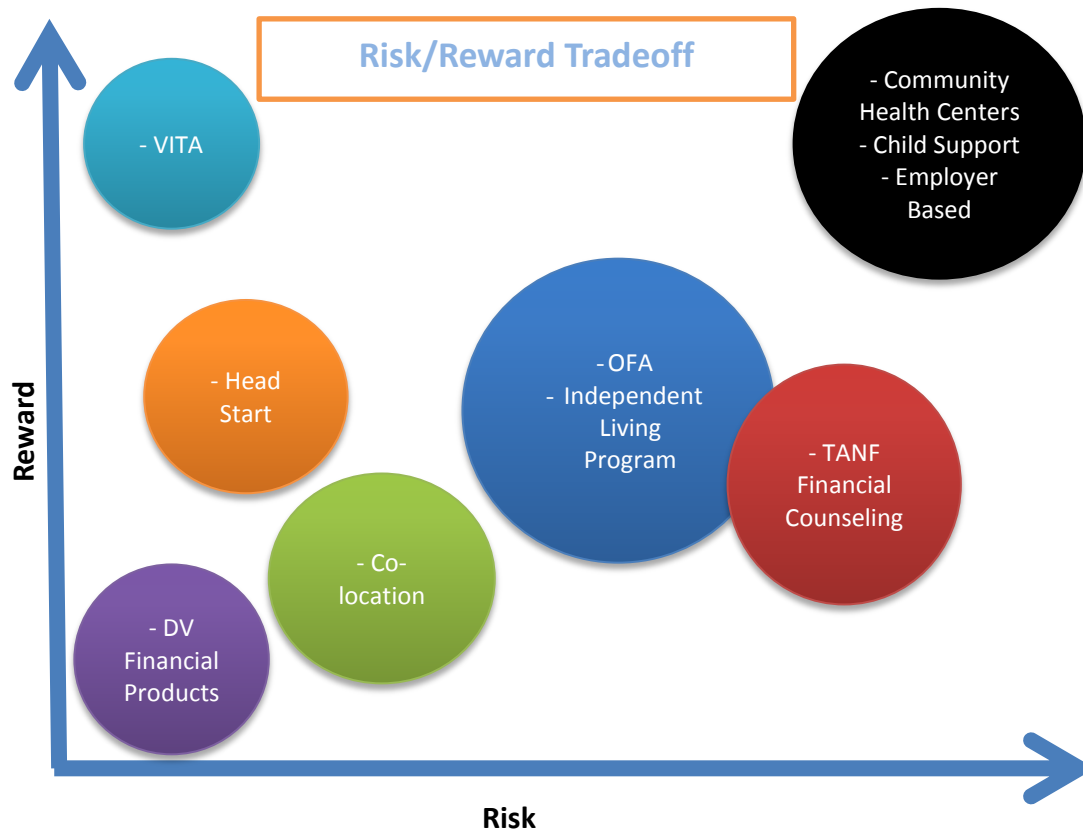 Risk/Reward Tradeoff
- Community
Health Centers
- Child Support
- Employer
Based
- VITA
- Head
Start
- OFA
- Independent
Living
Program
- TANF
Financial
Counseling
- Co-
location
- DV
Financial
Products
Reward
Risk